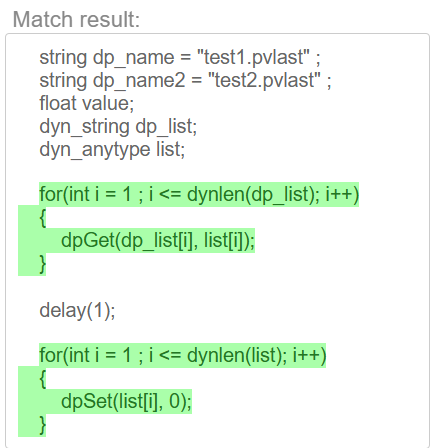 Match result:
string dp_name = "test1.pvlast" ;
string dp_name2 = "test2.pvlast" ;
float value;
dyn_string dp_list;
dyn_anytype list;
for(int i = 1 ; i <= dynlen(dp_list); i++)
{
dpGet(dp_list[i], list[i]);
}
delay(1);
for(int i = 1 ; i <= dynlen(list); i++)
{
dpSet(list[i], 0);
}